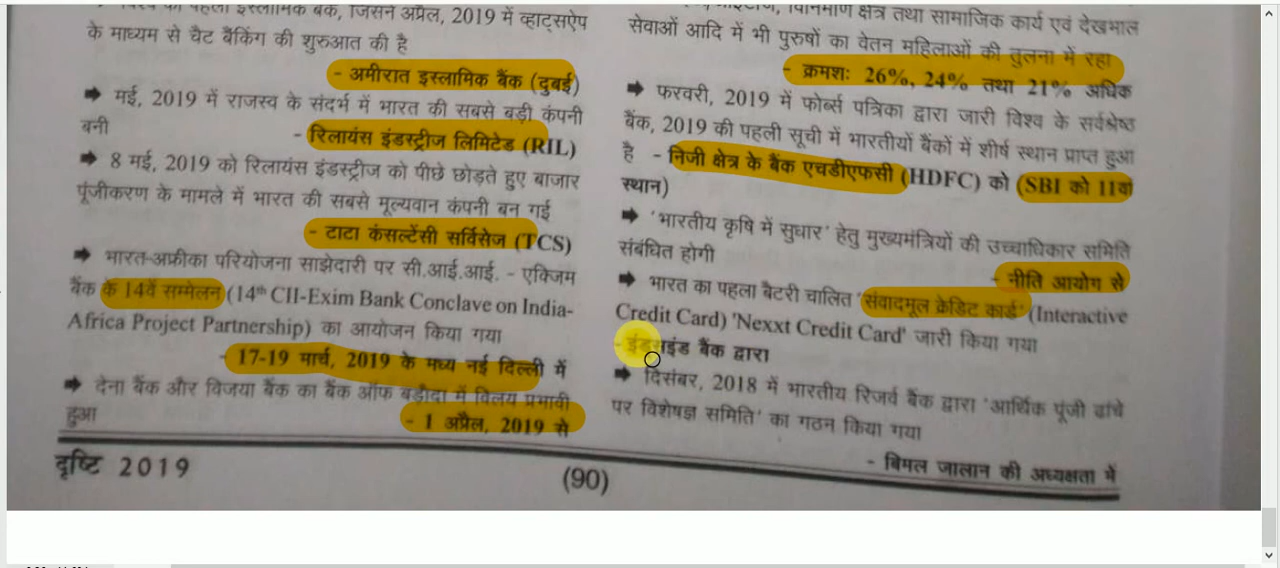 का पहला इस्लामिक बैंक, जिसने अप्रैल, 2019 में व्हाट्सऐप
के माध्यम से चैट बैंकिंग की शुरुआत की है
- अमीरात इस्लामिक बैंक (दुबई)
➡ मई, 2019 में राजस्व के संदर्भ में भारत की सबसे बड़ी कंपनी
बनी - रिलायंस इंडस्ट्रीज लिमिटेड (RIL)
➡ 8 मई, 2019 को रिलायंस इंडस्ट्रीज को पीछे छोड़ते हुए बाजार
पूंजीकरण के मामले में भारत की सबसे मूल्यवान कंपनी बन गई
- टाटा कंसल्टेंसी सर्विसेज (TCS)
➡ भारत-अफ्रीका परियोजना साझेदारी पर सी.आई.आई. - एक्जिम
बैंक के 14वें सम्मेलन (14th CII-Exim Bank Conclave on India-
Africa Project Partnership) का आयोजन किया गया
- 17-19 मार्च, 2019 के मध्य नई दिल्ली में
➡ देना बैंक और विजया बैंक का बैंक ऑफ बड़ौदा में विलय प्रभावी
हुआ - 1 अप्रैल, 2019 से
विनिर्माण क्षेत्र तथा सामाजिक कार्य एवं देखभाल
सेवाओं आदि में भी पुरुषों का वेतन महिलाओं की तुलना में रहा
- क्रमशः 26%, 24% तथा 21% अधिक
➡ फरवरी, 2019 में फोर्ब्स पत्रिका द्वारा जारी विश्व के सर्वश्रेष्ठ
बैंक, 2019 की पहली सूची में भारतीयों बैंकों में शीर्ष स्थान प्राप्त हुआ
है - निजी क्षेत्र के बैंक एचडीएफसी (HDFC) को (SBI को 11वां
स्थान)
➡ 'भारतीय कृषि में सुधार' हेतु मुख्यमंत्रियों की उच्चाधिकार समिति
संबंधित होगी - नीति आयोग से
➡ भारत का पहला बैटरी चालित 'संवादमूल क्रेडिट कार्ड' (Interactive
Credit Card) 'Nexxt Credit Card' जारी किया गया
- इंडसइंड बैंक द्वारा
➡ दिसंबर, 2018 में भारतीय रिजर्व बैंक द्वारा 'आर्थिक पूंजी ढांचे
पर विशेषज्ञ समिति' का गठन किया गया
- बिमल जालान की अध्यक्षता में
दृष्टि 2019
(90)